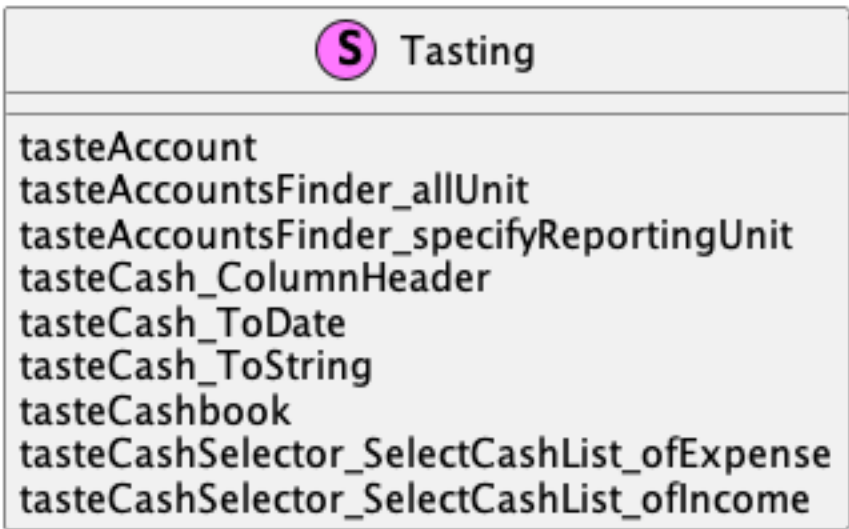 S Tasting
tasteAccount
tasteAccountsFinder_allUnit
tasteAccountsFinder_specifyReportingUnit
tasteCash_ColumnHeader
tasteCash_ToDate
tasteCash_ToString
tasteCashbook
tasteCashSelector_SelectCashList_ofExpense
tasteCashSelector_SelectCashList_ofIncome